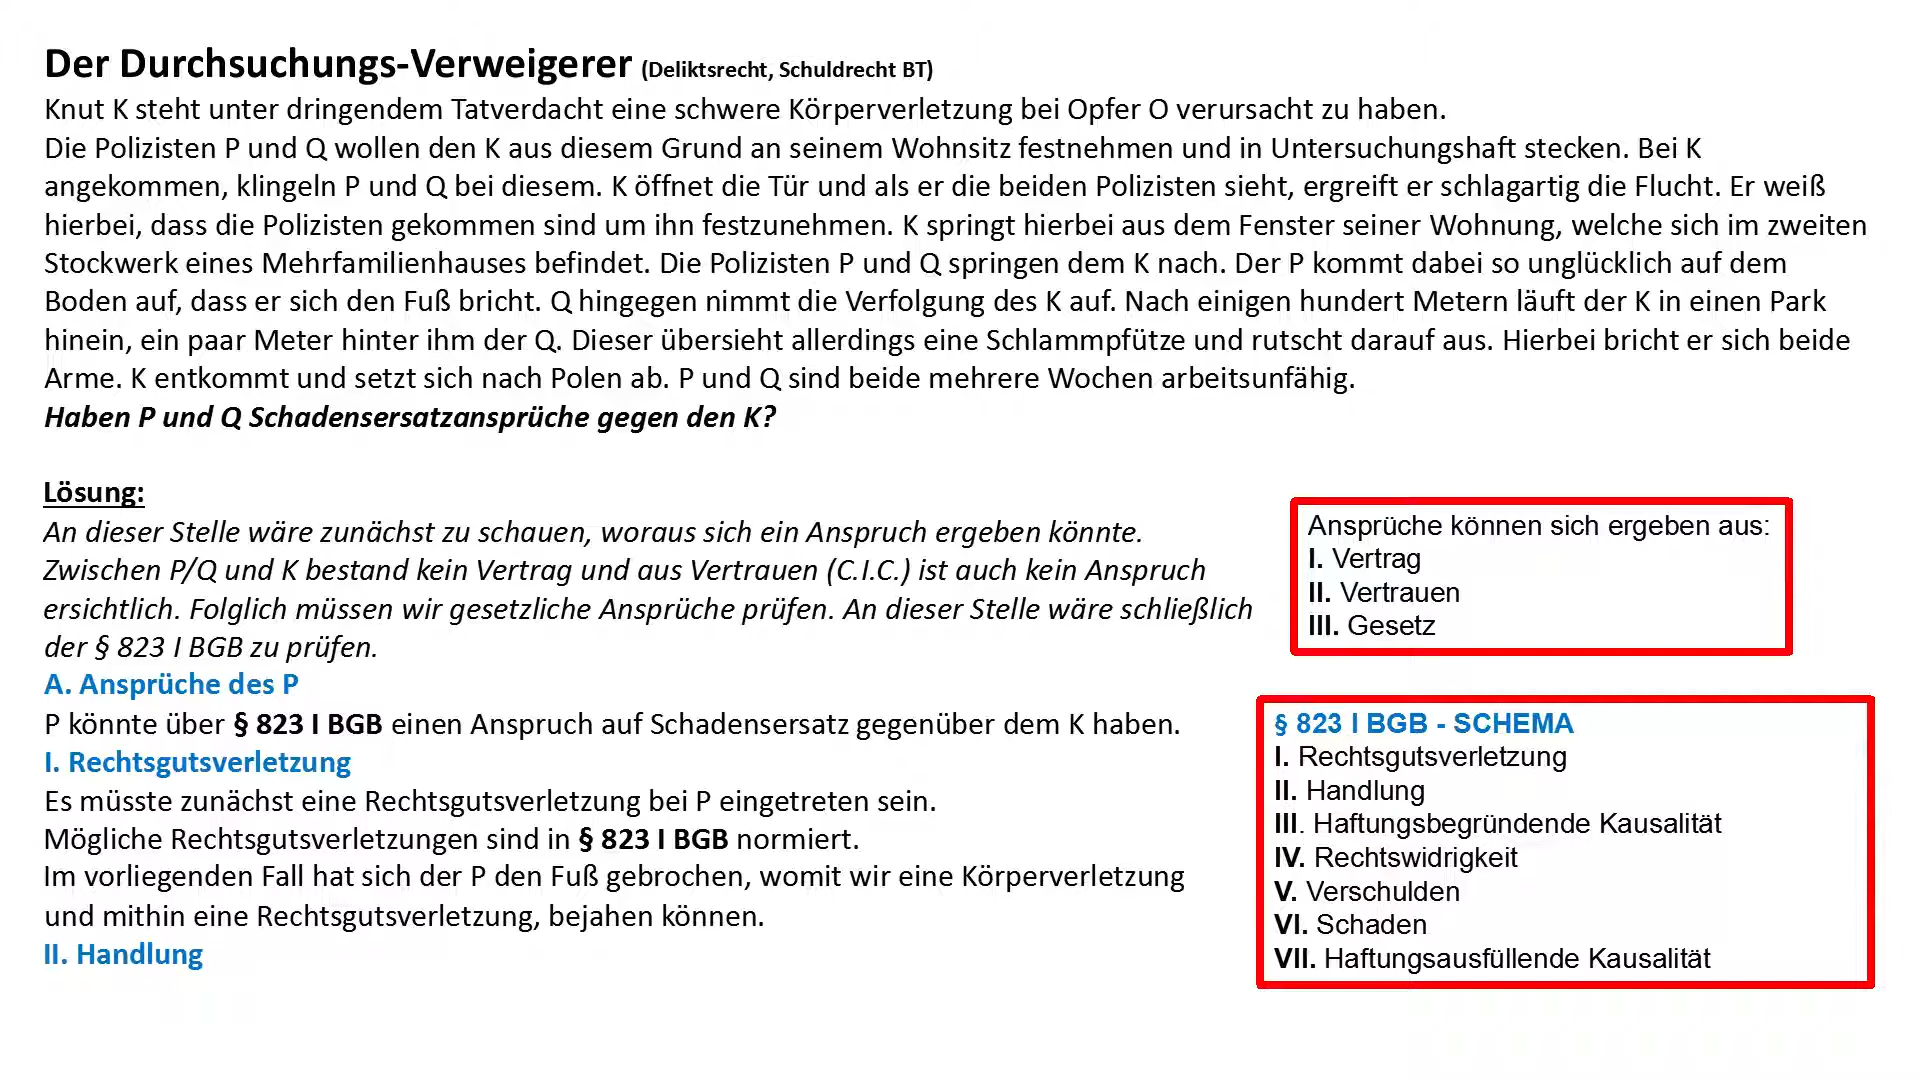 Der Durchsuchungs-Verweigerer (Deliktsrecht, Schuldrecht BT)
Knut K steht unter dringendem Tatverdacht eine schwere Körperverletzung bei Opfer O verursacht zu haben.
Die Polizisten P und Q wollen den K aus diesem Grund an seinem Wohnsitz festnehmen und in Untersuchungshaft stecken. Bei K
angekommen, klingeln P und Q bei diesem. K öffnet die Tür und als er die beiden Polizisten sieht, ergreift er schlagartig die Flucht. Er weiß
hierbei, dass die Polizisten gekommen sind um ihn festzunehmen. K springt hierbei aus dem Fenster seiner Wohnung, welche sich im zweiten
Stockwerk eines Mehrfamilienhauses befindet. Die Polizisten P und Q springen dem K nach. Der P kommt dabei so unglücklich auf dem
Boden auf, dass er sich den Fuß bricht. Q hingegen nimmt die Verfolgung des K auf. Nach einigen hundert Metern läuft der K in einen Park
hinein, ein paar Meter hinter ihm der Q. Dieser übersieht allerdings eine Schlammpfütze und rutscht darauf aus. Hierbei bricht er sich beide
Arme. K entkommt und setzt sich nach Polen ab. P und Q sind beide mehrere Wochen arbeitsunfähig.
Haben P und Q Schadensersatzansprüche gegen den K?
Lösung:
An dieser Stelle wäre zunächst zu schauen, woraus sich ein Anspruch ergeben könnte.
Zwischen P/Q und K bestand kein Vertrag und aus Vertrauen (C.I.C.) ist auch kein Anspruch
ersichtlich. Folglich müssen wir gesetzliche Ansprüche prüfen. An dieser Stelle wäre schließlich
der § 823 I BGB zu prüfen.
A. Ansprüche des P
P könnte über § 823 I BGB einen Anspruch auf Schadensersatz gegenüber dem K haben.
I. Rechtsgutsverletzung
Es müsste zunächst eine Rechtsgutsverletzung bei P eingetreten sein.
Mögliche Rechtsgutsverletzungen sind in § 823 I BGB normiert.
Im vorliegenden Fall hat sich der P den Fuß gebrochen, womit wir eine Körperverletzung
und mithin eine Rechtsgutsverletzung, bejahen können.
II. Handlung
Ansprüche können sich ergeben aus:
I. Vertrag
II. Vertrauen
III. Gesetz
§ 823 I BGB - SCHEMA
I. Rechtsgutsverletzung
II. Handlung
III. Haftungsbegründende Kausalität
IV. Rechtswidrigkeit
V. Verschulden
VI. Schaden
VII. Haftungsausfüllende Kausalität